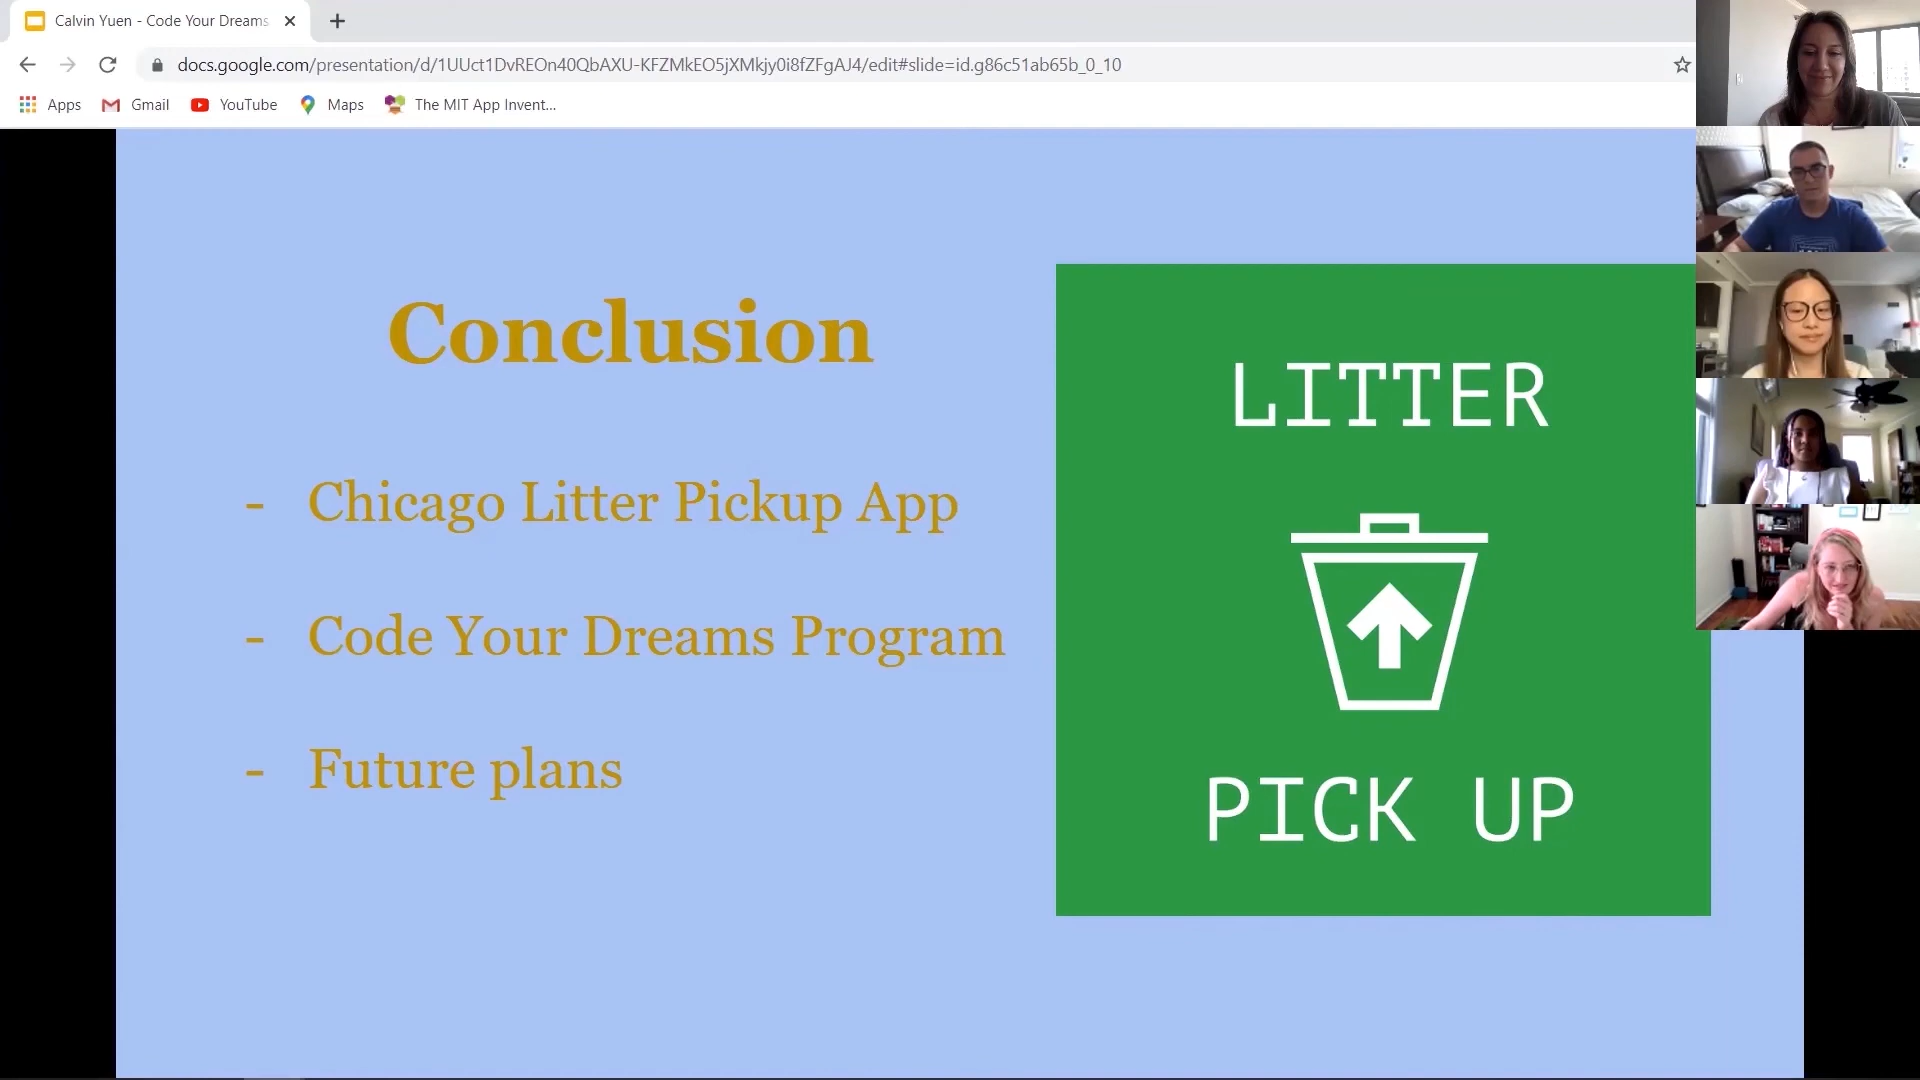 Calvin Yuen - Code Your Dreams
docs.google.com/presentation/d/1UUct1DvREOn40QbAXU-KFZMkEO5jXMkjy0i8fZFgAJ4/edit#slide=id.g86c51ab65b_0_10
Apps Gmail YouTube Maps The MIT App Invent...
Conclusion
- Chicago Litter Pickup App
- Code Your Dreams Program
- Future plans
LITTER
PICK UP